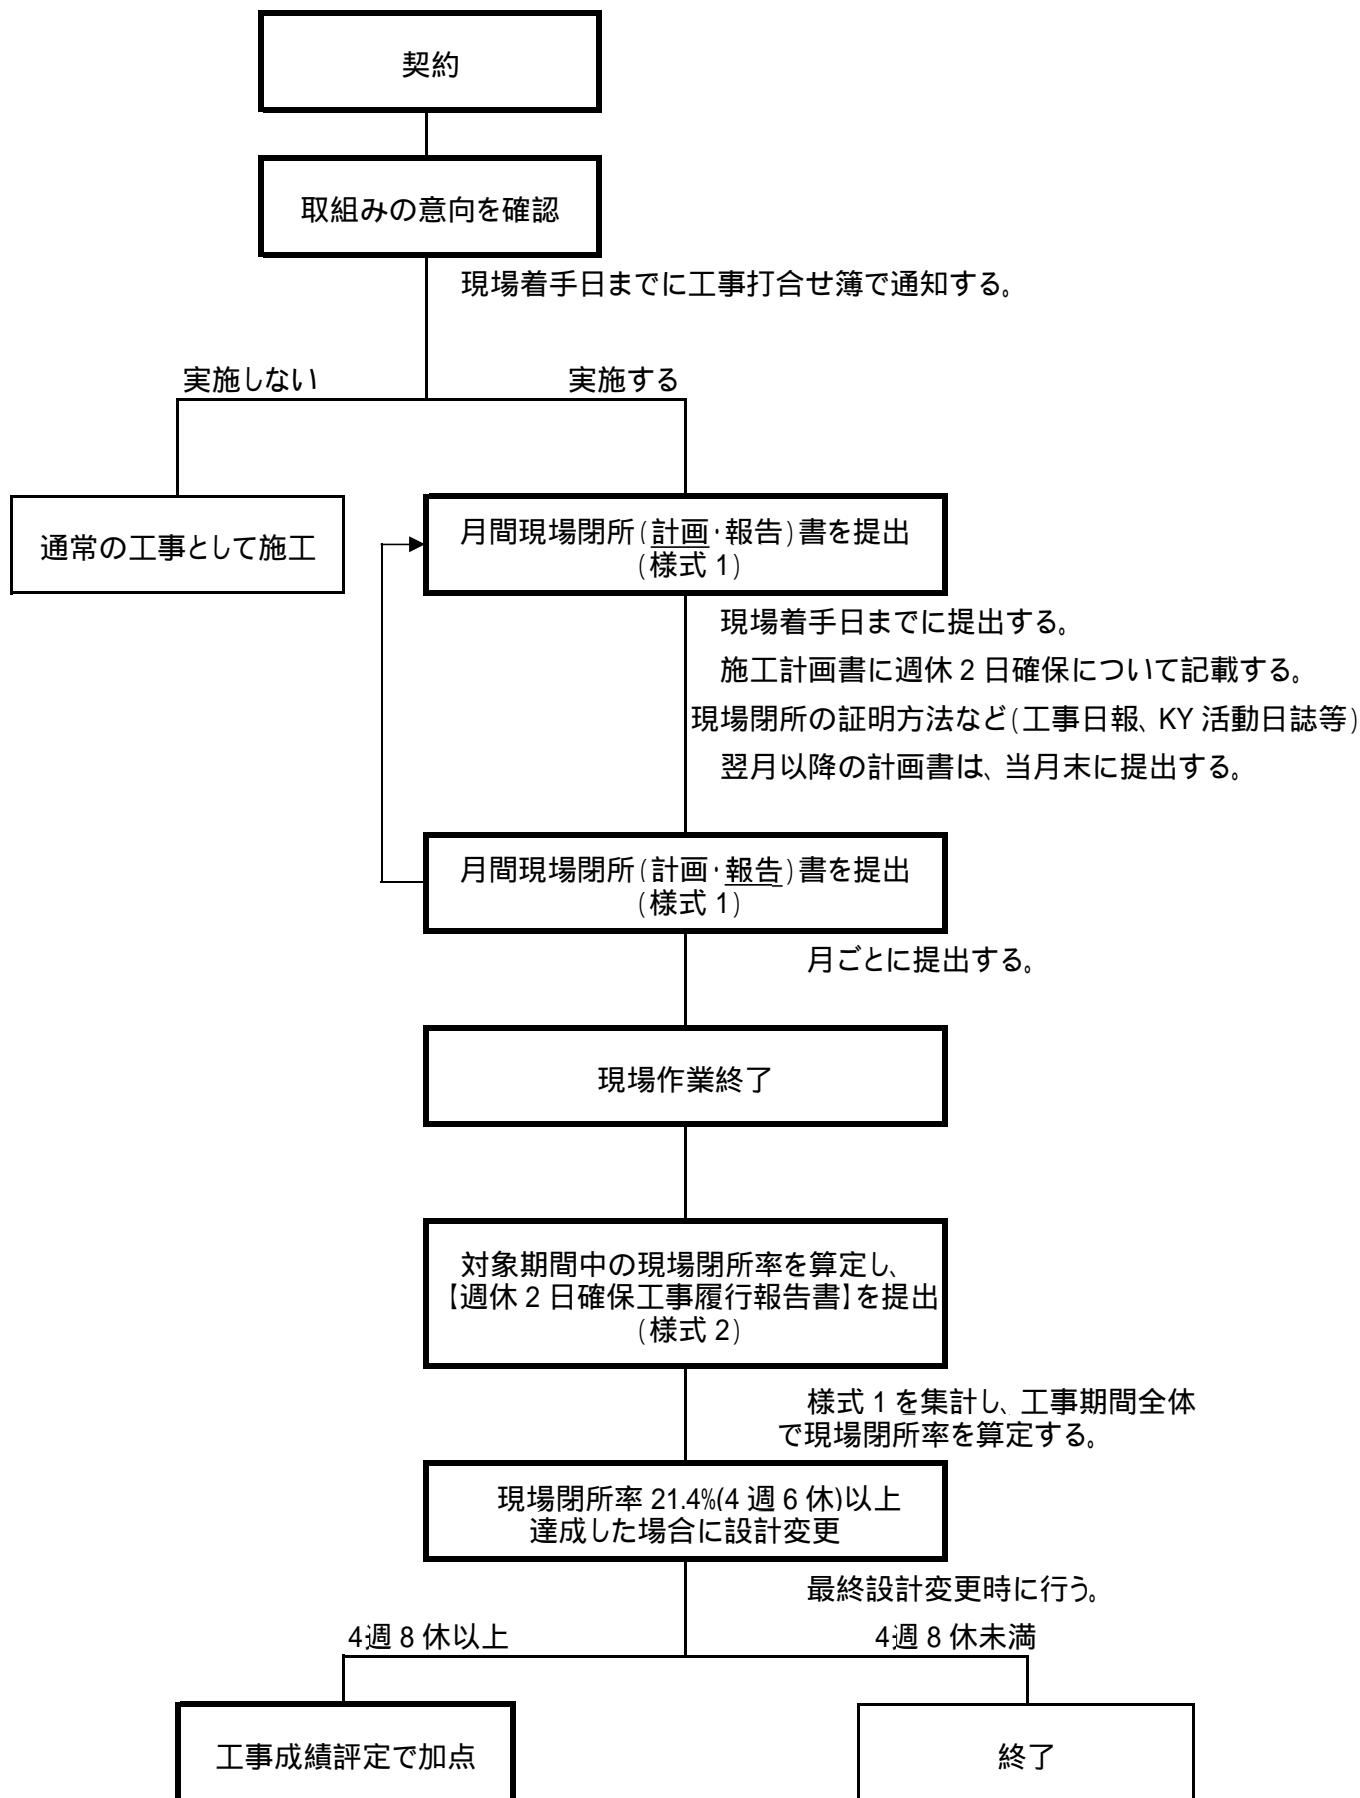 契約
取組みの意向を確認
現場着手日までに工事打合せ簿で通知する。
実施しない
実施する
通常の工事として施工
月間現場閉所(計画・報告)書を提出
(様式 1)
現場着手日までに提出する。
施工計画書に週休 2 日確保について記載する。
現場閉所の証明方法など(工事日報、KY 活動日誌等)
翌月以降の計画書は、当月末に提出する。
月間現場閉所(計画・報告)書を提出
(様式 1)
月ごとに提出する。
現場作業終了
対象期間中の現場閉所率を算定し、
【週休 2 日確保工事履行報告書】を提出
(様式 2)
様式 1 を集計し、工事期間全体
で現場閉所率を算定する。
現場閉所率 21.4%(4 週 6 休)以上
達成した場合に設計変更
最終設計変更時に行う。
4週 8 休以上
4週 8 休未満
工事成績評定で加点
終了